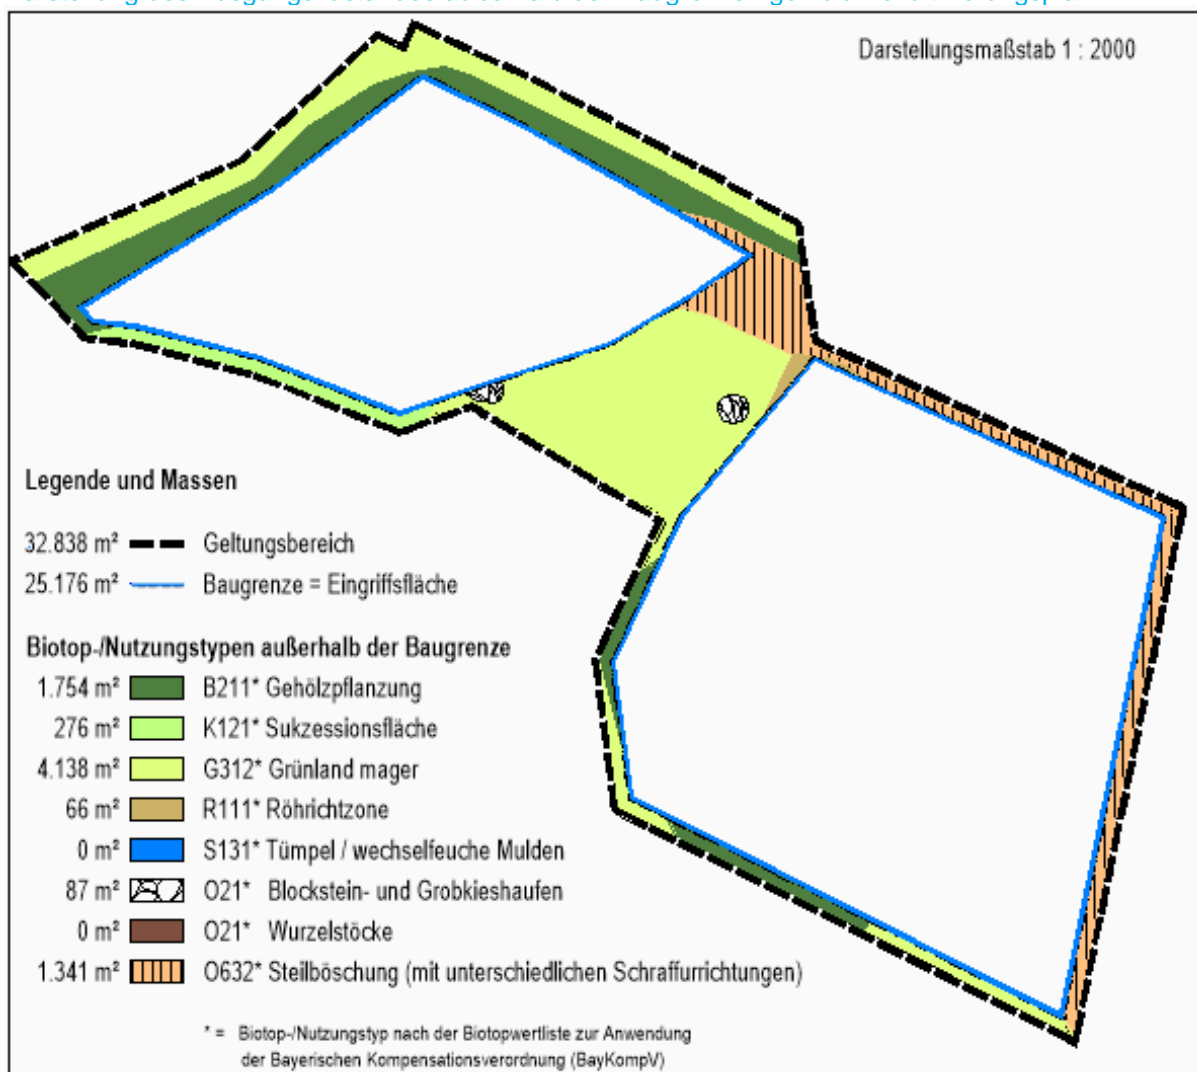 Darstellungsmaßstab 1 : 2000
Legende und Massen
32.838 m² Geltungsbereich
25.176 m² Baugrenze = Eingriffsfläche
Biotop-/Nutzungstypen außerhalb der Baugrenze
1.754 m² B211* Gehölzpflanzung
276 m² K121* Sukzessionsfläche
4.138 m² G312* Grünland mager
66 m² R111* Röhrichtzone
0 m² S131* Tümpel / wechselfeuche Mulden
87 m² O21* Blockstein- und Grobkieshaufen
0 m² O21* Wurzelstöcke
1.341 m² O632* Steilböschung (mit unterschiedlichen Schraffurrichtungen)
* = Biotop-/Nutzungstyp nach der Biotopwertliste zur Anwendung
der Bayerischen Kompensationsverordnung (BayKompV)